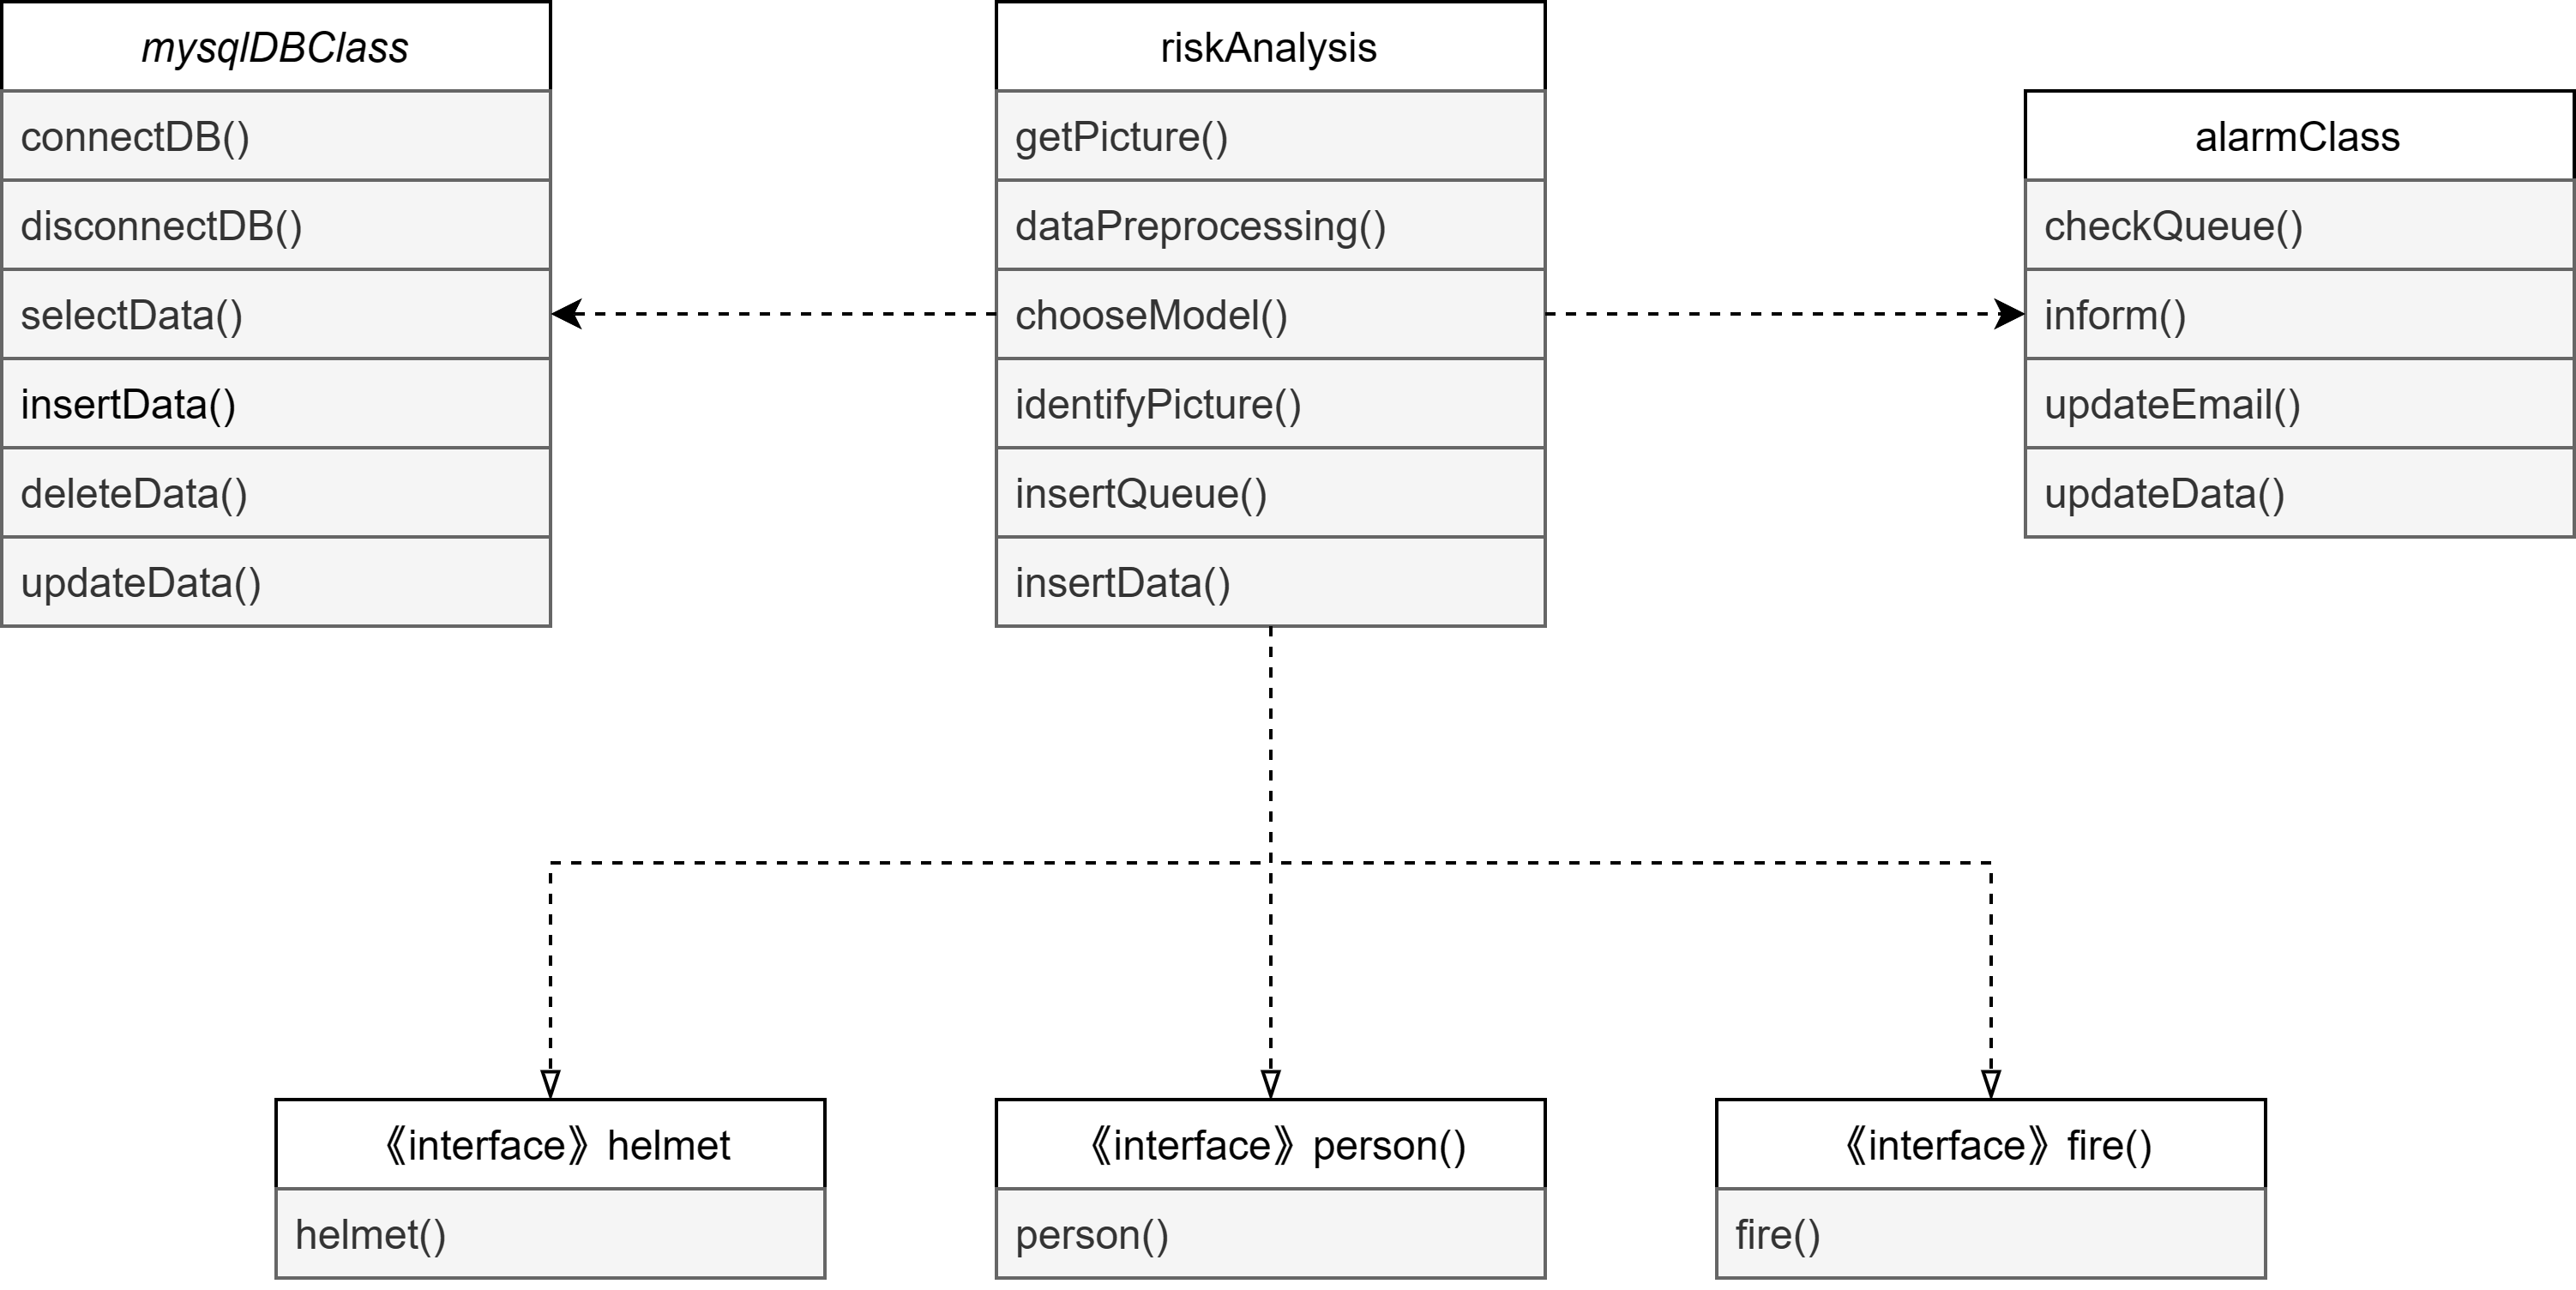 mysqlDBClass
connectDB()
disconnectDB()
selectData()
insertData()
deleteData()
updateData()
riskAnalysis
getPicture()
dataPreprocessing()
chooseModel()
identifyPicture()
insertQueue()
insertData()
alarmClass
checkQueue()
inform()
updateEmail()
updateData()
《interface》helmet
helmet()
《interface》person()
person()
《interface》fire()
fire()